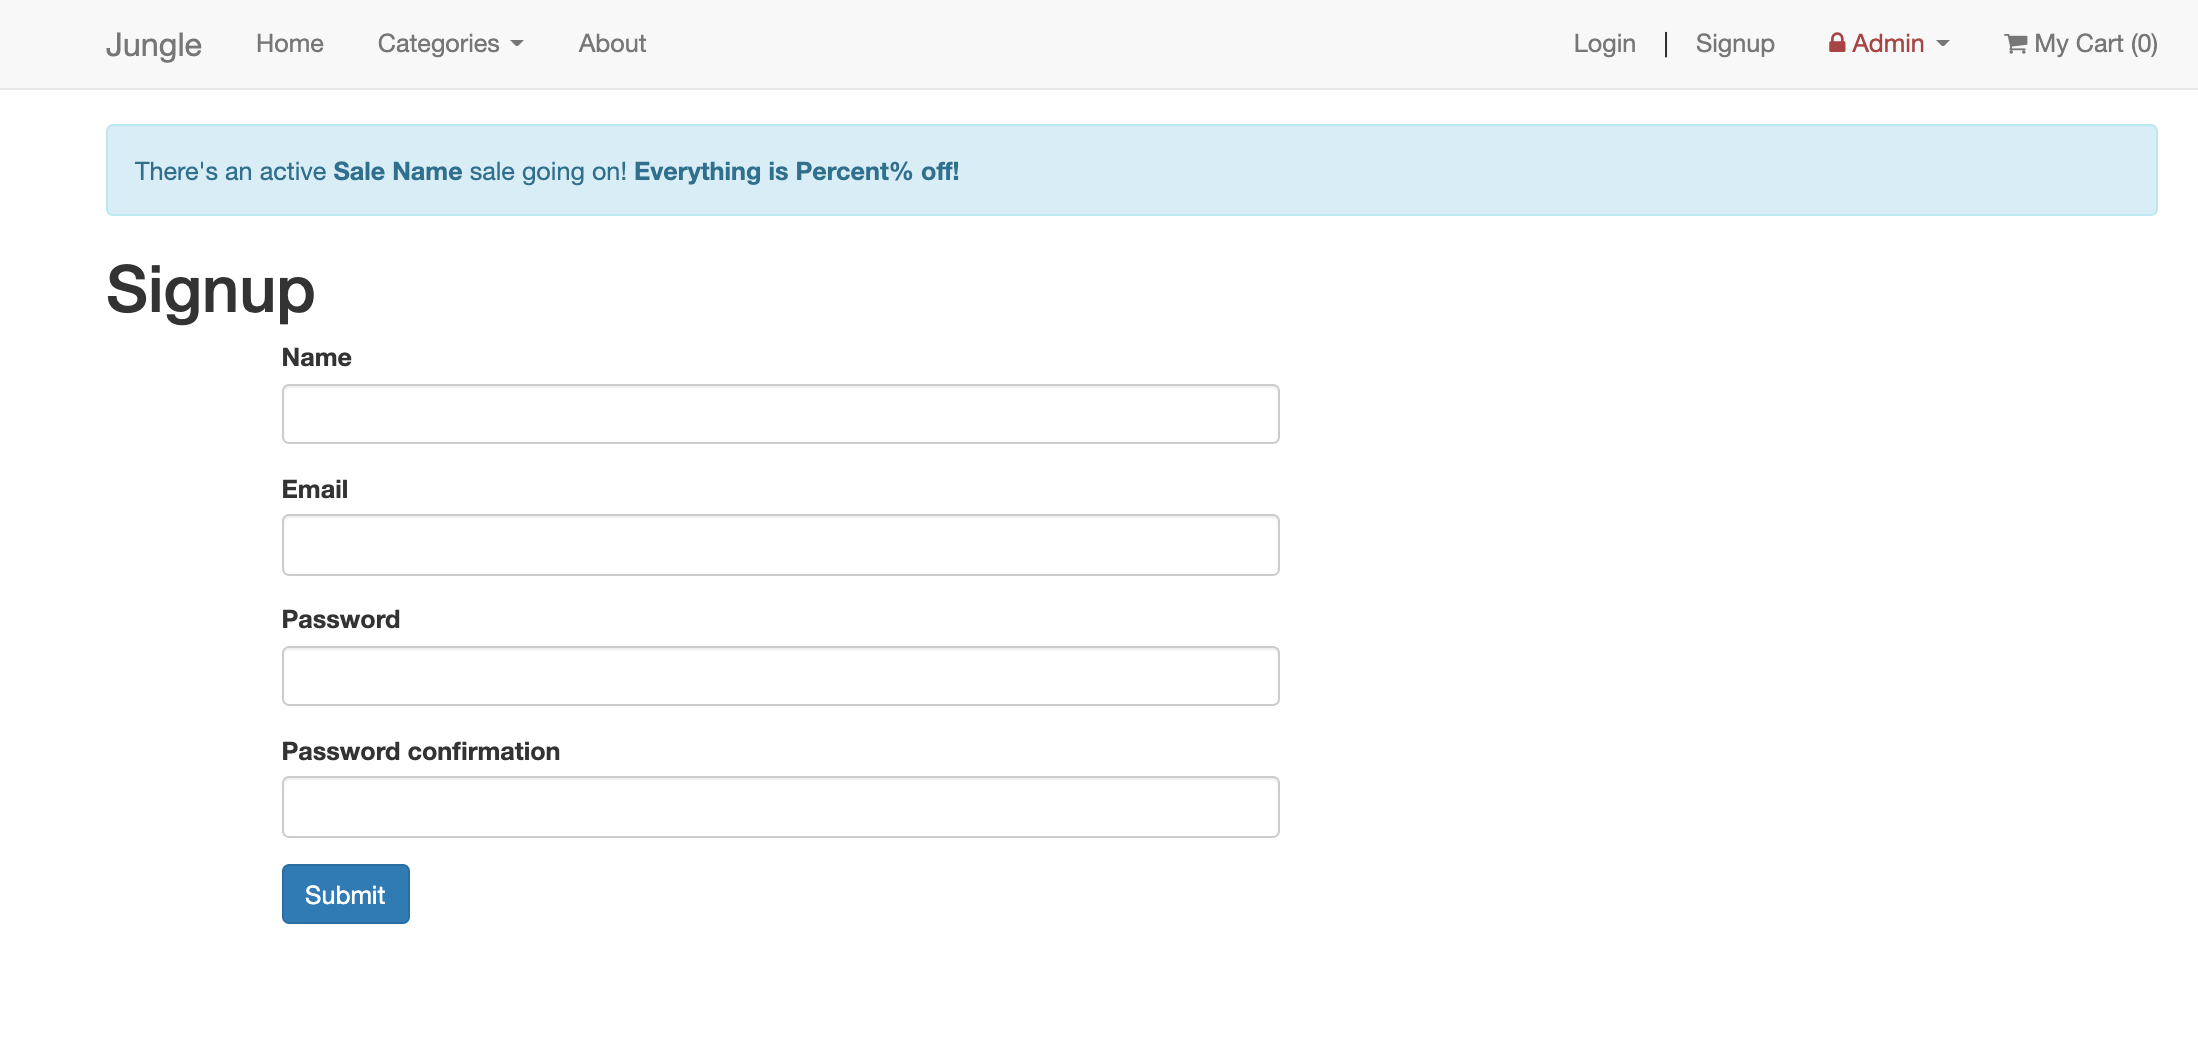 Jungle Home Categories About Login | Signup Admin My Cart (0)
There's an active Sale Name sale going on! Everything is Percent% off!
Signup
Name
Email
Password
Password confirmation
Submit